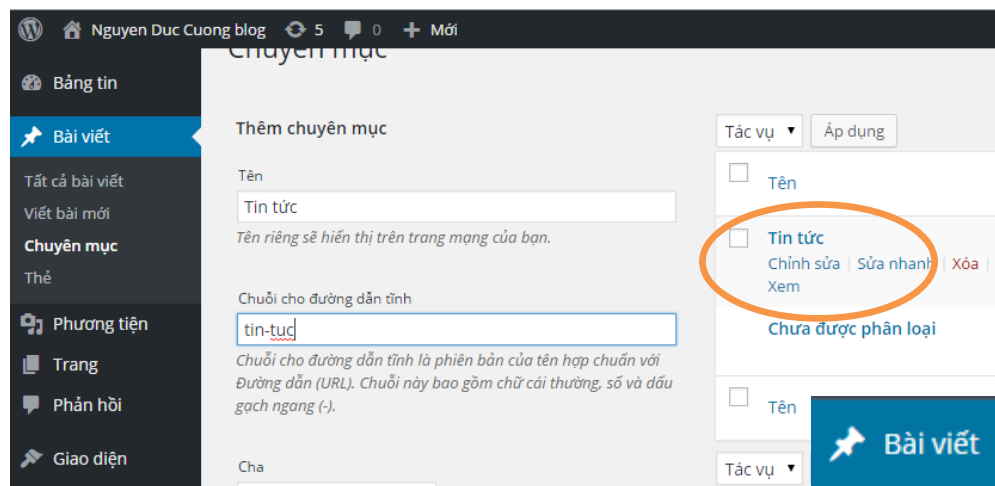 Nguyen Duc Cuong blog 5 0 + Mới
Chuyên mục
Bảng tin
Bài viết
Tất cả bài viết
Viết bài mới
Chuyên mục
Thẻ
Phương tiện
Trang
Phản hồi
Giao diện
Thêm chuyên mục
Tên
Tin tức
Tên riêng sẽ hiển thị trên trang mạng của bạn.
Chuỗi cho đường dẫn tĩnh
tin-tuc
Chuỗi cho đường dẫn tĩnh là phiên bản của tên hợp chuẩn với
Đường dẫn (URL). Chuỗi này bao gồm chữ cái thường, số và dấu
gạch ngang (-).
Cha
Tác vụ Áp dụng
Tên
Tin tức
Chỉnh sửa | Sửa nhanh | Xóa |
Xem
Chưa được phân loại
Tên
Tác vụ
Bài viết